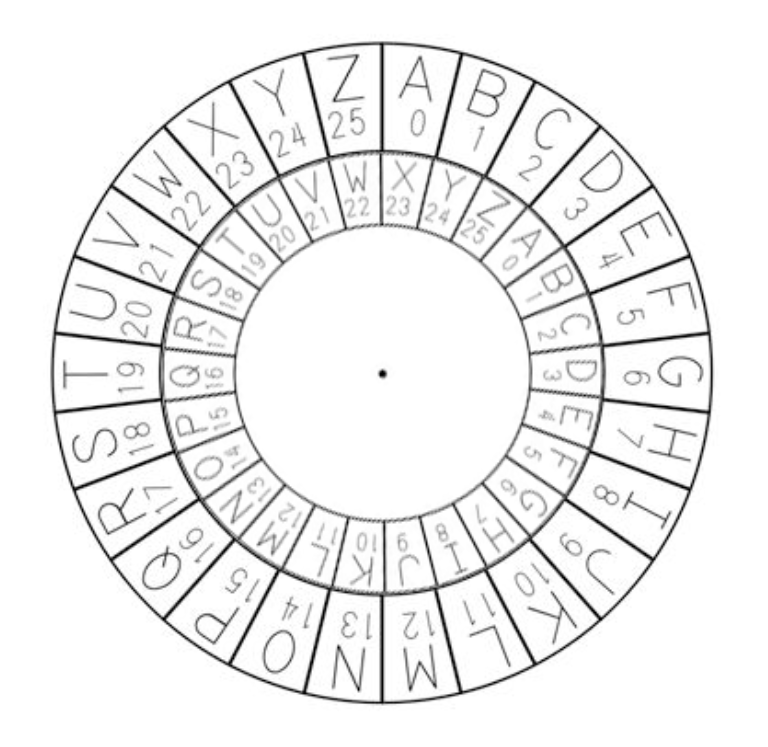 A 0
B 1
C 2
D 3
E 4
F 5
G 6
H 7
I 8
J 9
K 10
L 11
M 12
N 13
O 14
P 15
Q 16
R 17
S 18
T 19
U 20
V 21
W 22
X 23
Y 24
Z 25
X 23
Y 24
Z 25
A 0
B 1
C 2
D 3
E 4
F 5
G 6
H 7
I 8
J 9
K 10
L 11
M 12
N 13
O 14
P 15
Q 16
R 17
S 18
T 19
U 20
V 21
W 22